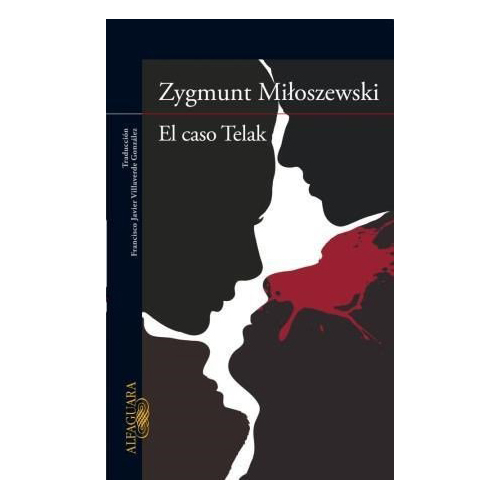 Zygmunt Miłoszewski
El caso Telak
Traducción
Francisco Javier Villaverde González
ALFAGUARA